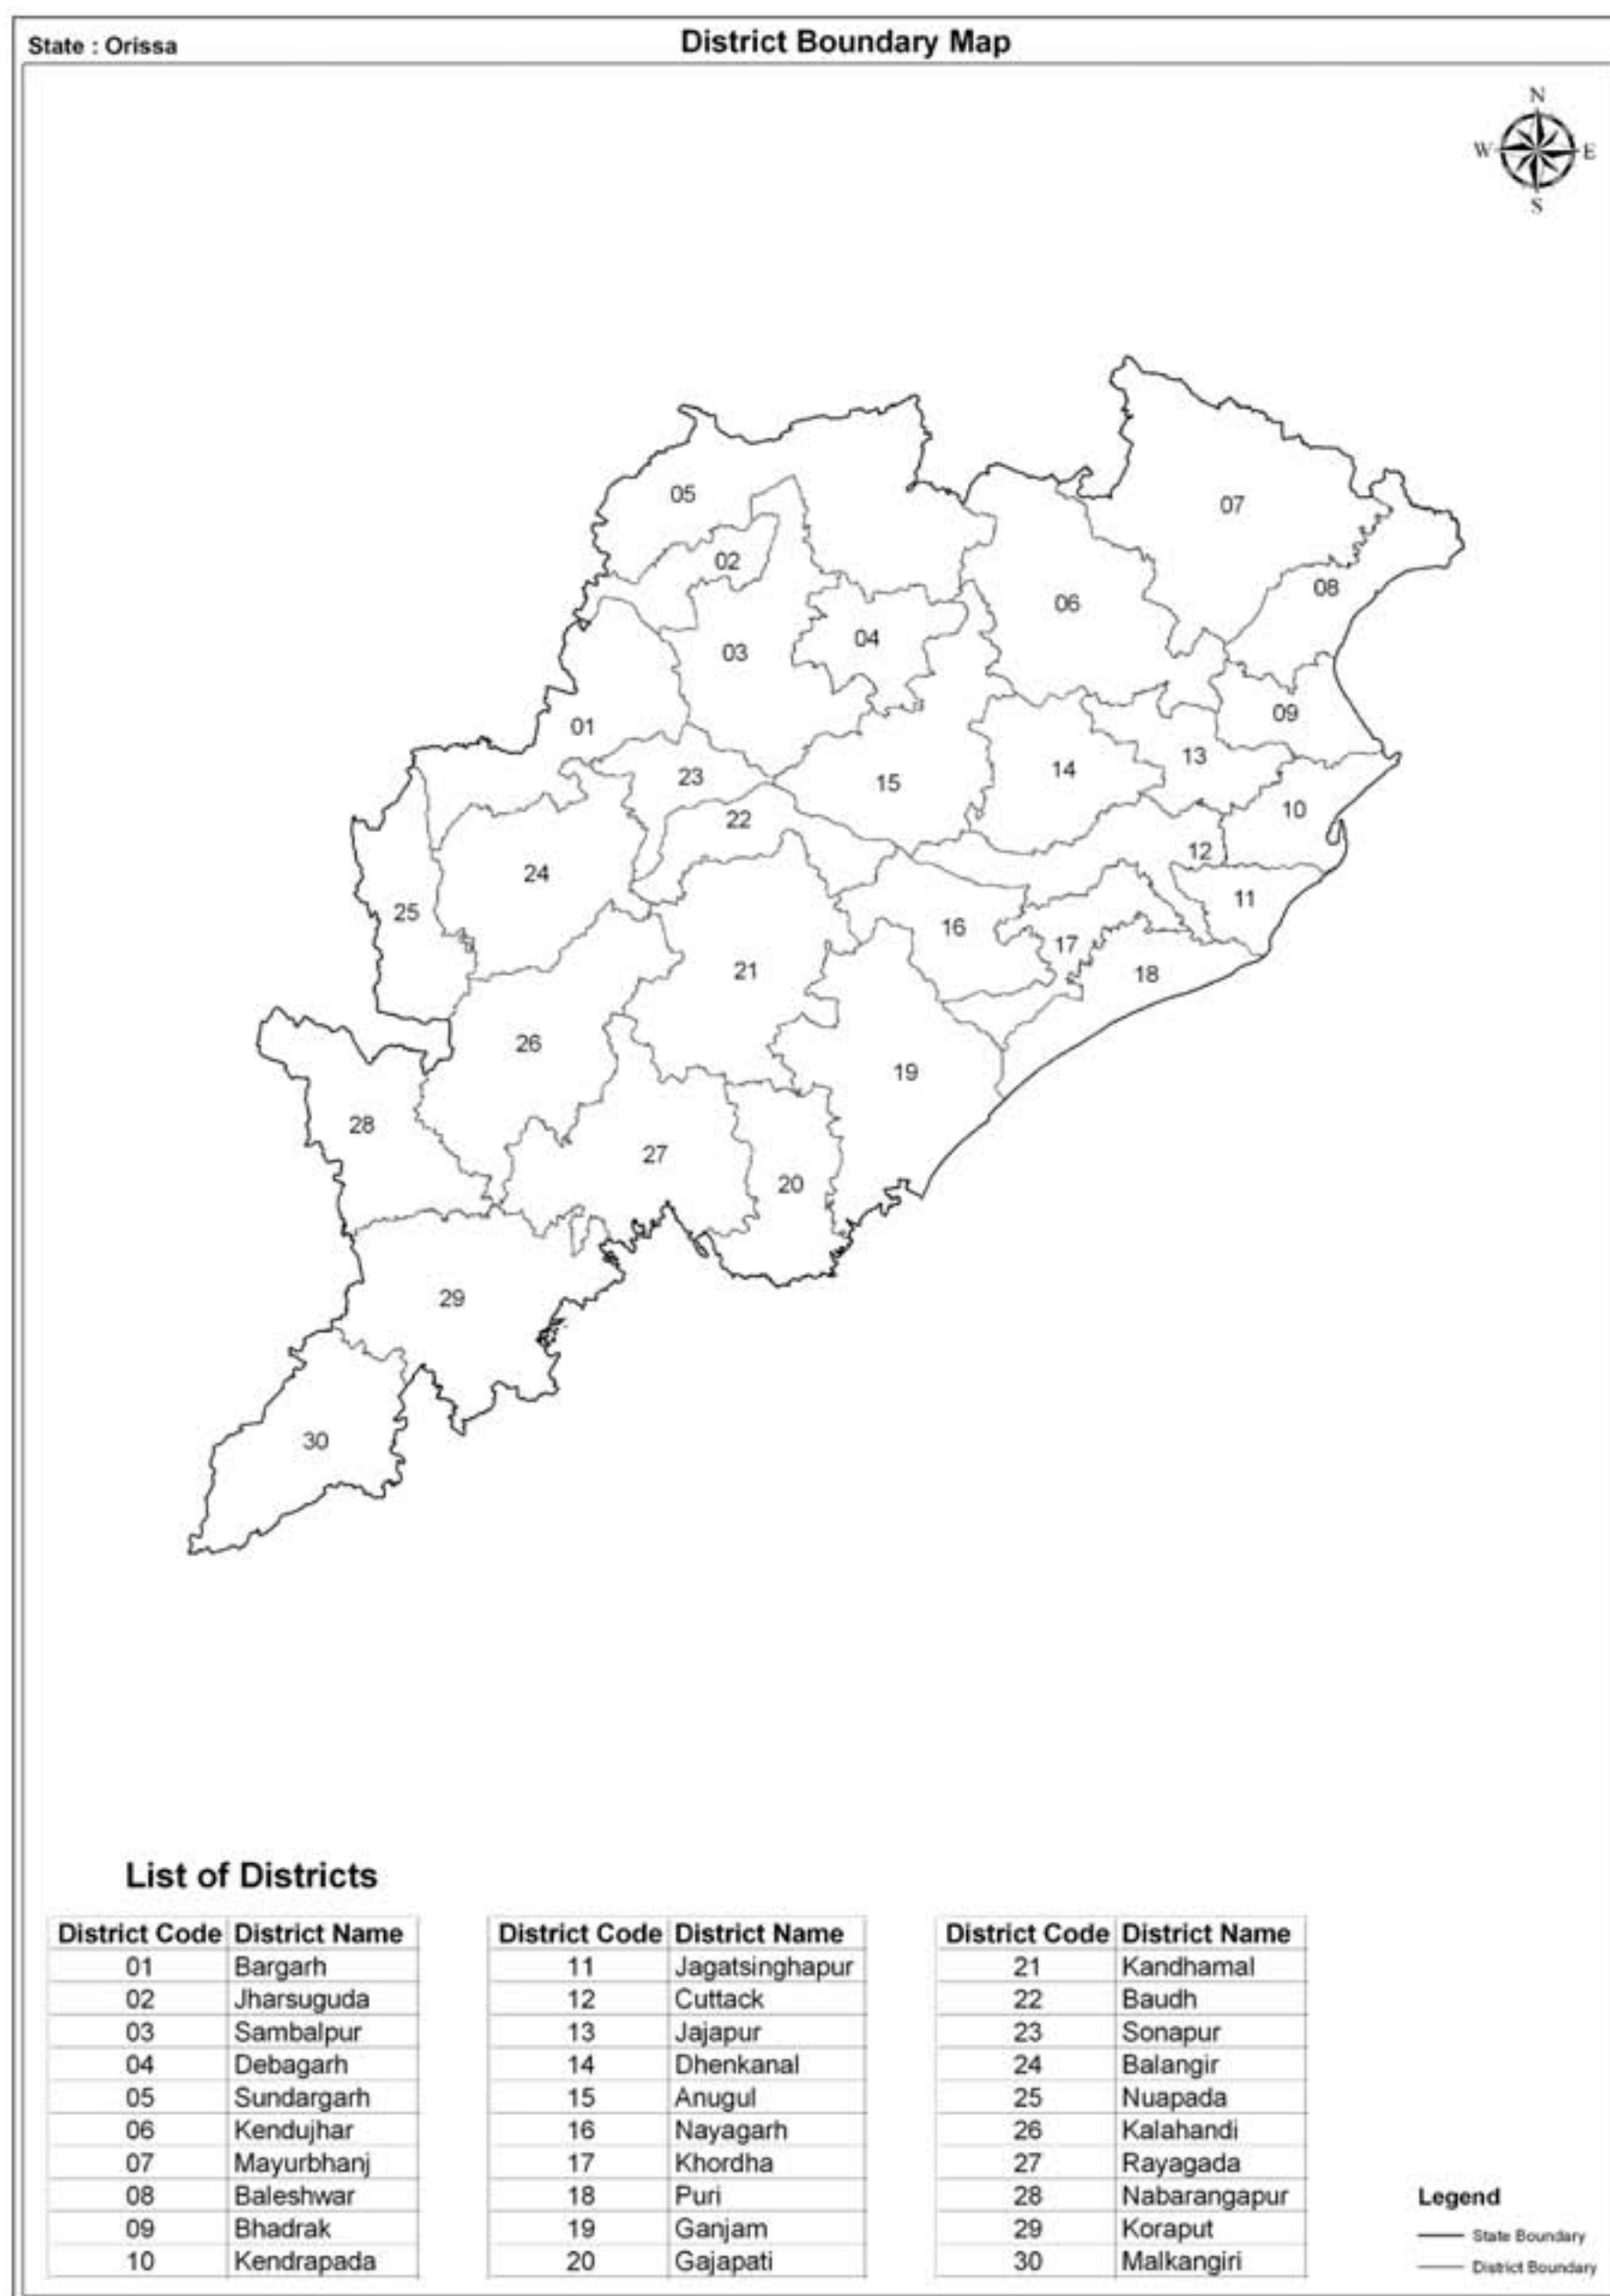 State : Orissa
District Boundary Map
N
W E
S
05
07
02
08
06
04
03
09
01
13
14
23
15
10
22
12
24
11
25
16
17
21
18
26
19
28
27
20
29
30
List of Districts
District Code District Name
01 Bargarh
02 Jharsuguda
03 Sambalpur
04 Debagarh
05 Sundargarh
06 Kendujhar
07 Mayurbhanj
08 Baleshwar
09 Bhadrak
10 Kendrapada
District Code District Name
11 Jagatsinghapur
12 Cuttack
13 Jajapur
14 Dhenkanal
15 Anugul
16 Nayagarh
17 Khordha
18 Puri
19 Ganjam
20 Gajapati
District Code District Name
21 Kandhamal
22 Baudh
23 Sonapur
24 Balangir
25 Nuapada
26 Kalahandi
27 Rayagada
28 Nabarangapur
29 Koraput
30 Malkangiri
Legend
State Boundary
District Boundary